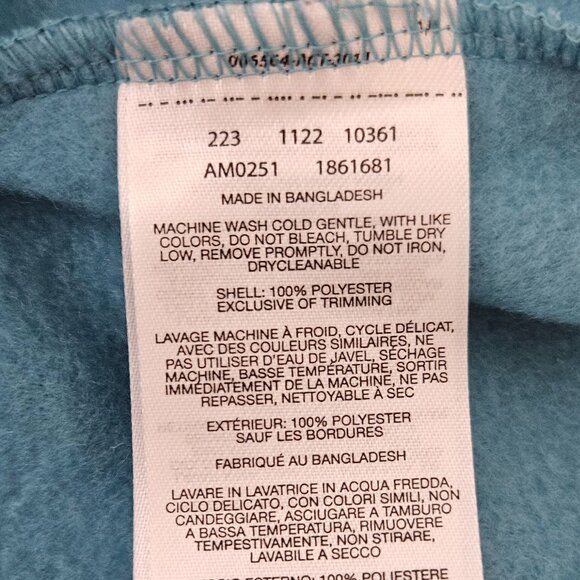 223 1122 10361
AM0251 1861681
MADE IN BANGLADESH
MACHINE WASH COLD GENTLE, WITH LIKE
COLORS, DO NOT BLEACH, TUMBLE DRY
LOW, REMOVE PROMPTLY, DO NOT IRON,
DRYCLEANABLE
SHELL: 100% POLYESTER
EXCLUSIVE OF TRIMMING
LAVAGE MACHINE À FROID, CYCLE DÉLICAT,
AVEC DES COULEURS SIMILAIRES, NE
PAS UTILISER D'EAU DE JAVEL, SÉCHAGE
MACHINE, BASSE TEMPÉRATURE, SORTIR
IMMÉDIATEMENT DE LA MACHINE, NE PAS
REPASSER, NETTOYABLE À SEC
EXTÉRIEUR: 100% POLYESTER
SAUF LES BORDURES
FABRIQUÉ AU BANGLADESH
LAVARE IN LAVATRICE IN ACQUA FREDDA,
CICLO DELICATO, CON COLORI SIMILI, NON
CANDEGGIARE, ASCIUGARE A TAMBURO
A BASSA TEMPERATURA, RIMUOVERE
TEMPESTIVAMENTE, NON STIRARE,
LAVABILE A SECCO
ESTERNO: 100% POLIESTERE